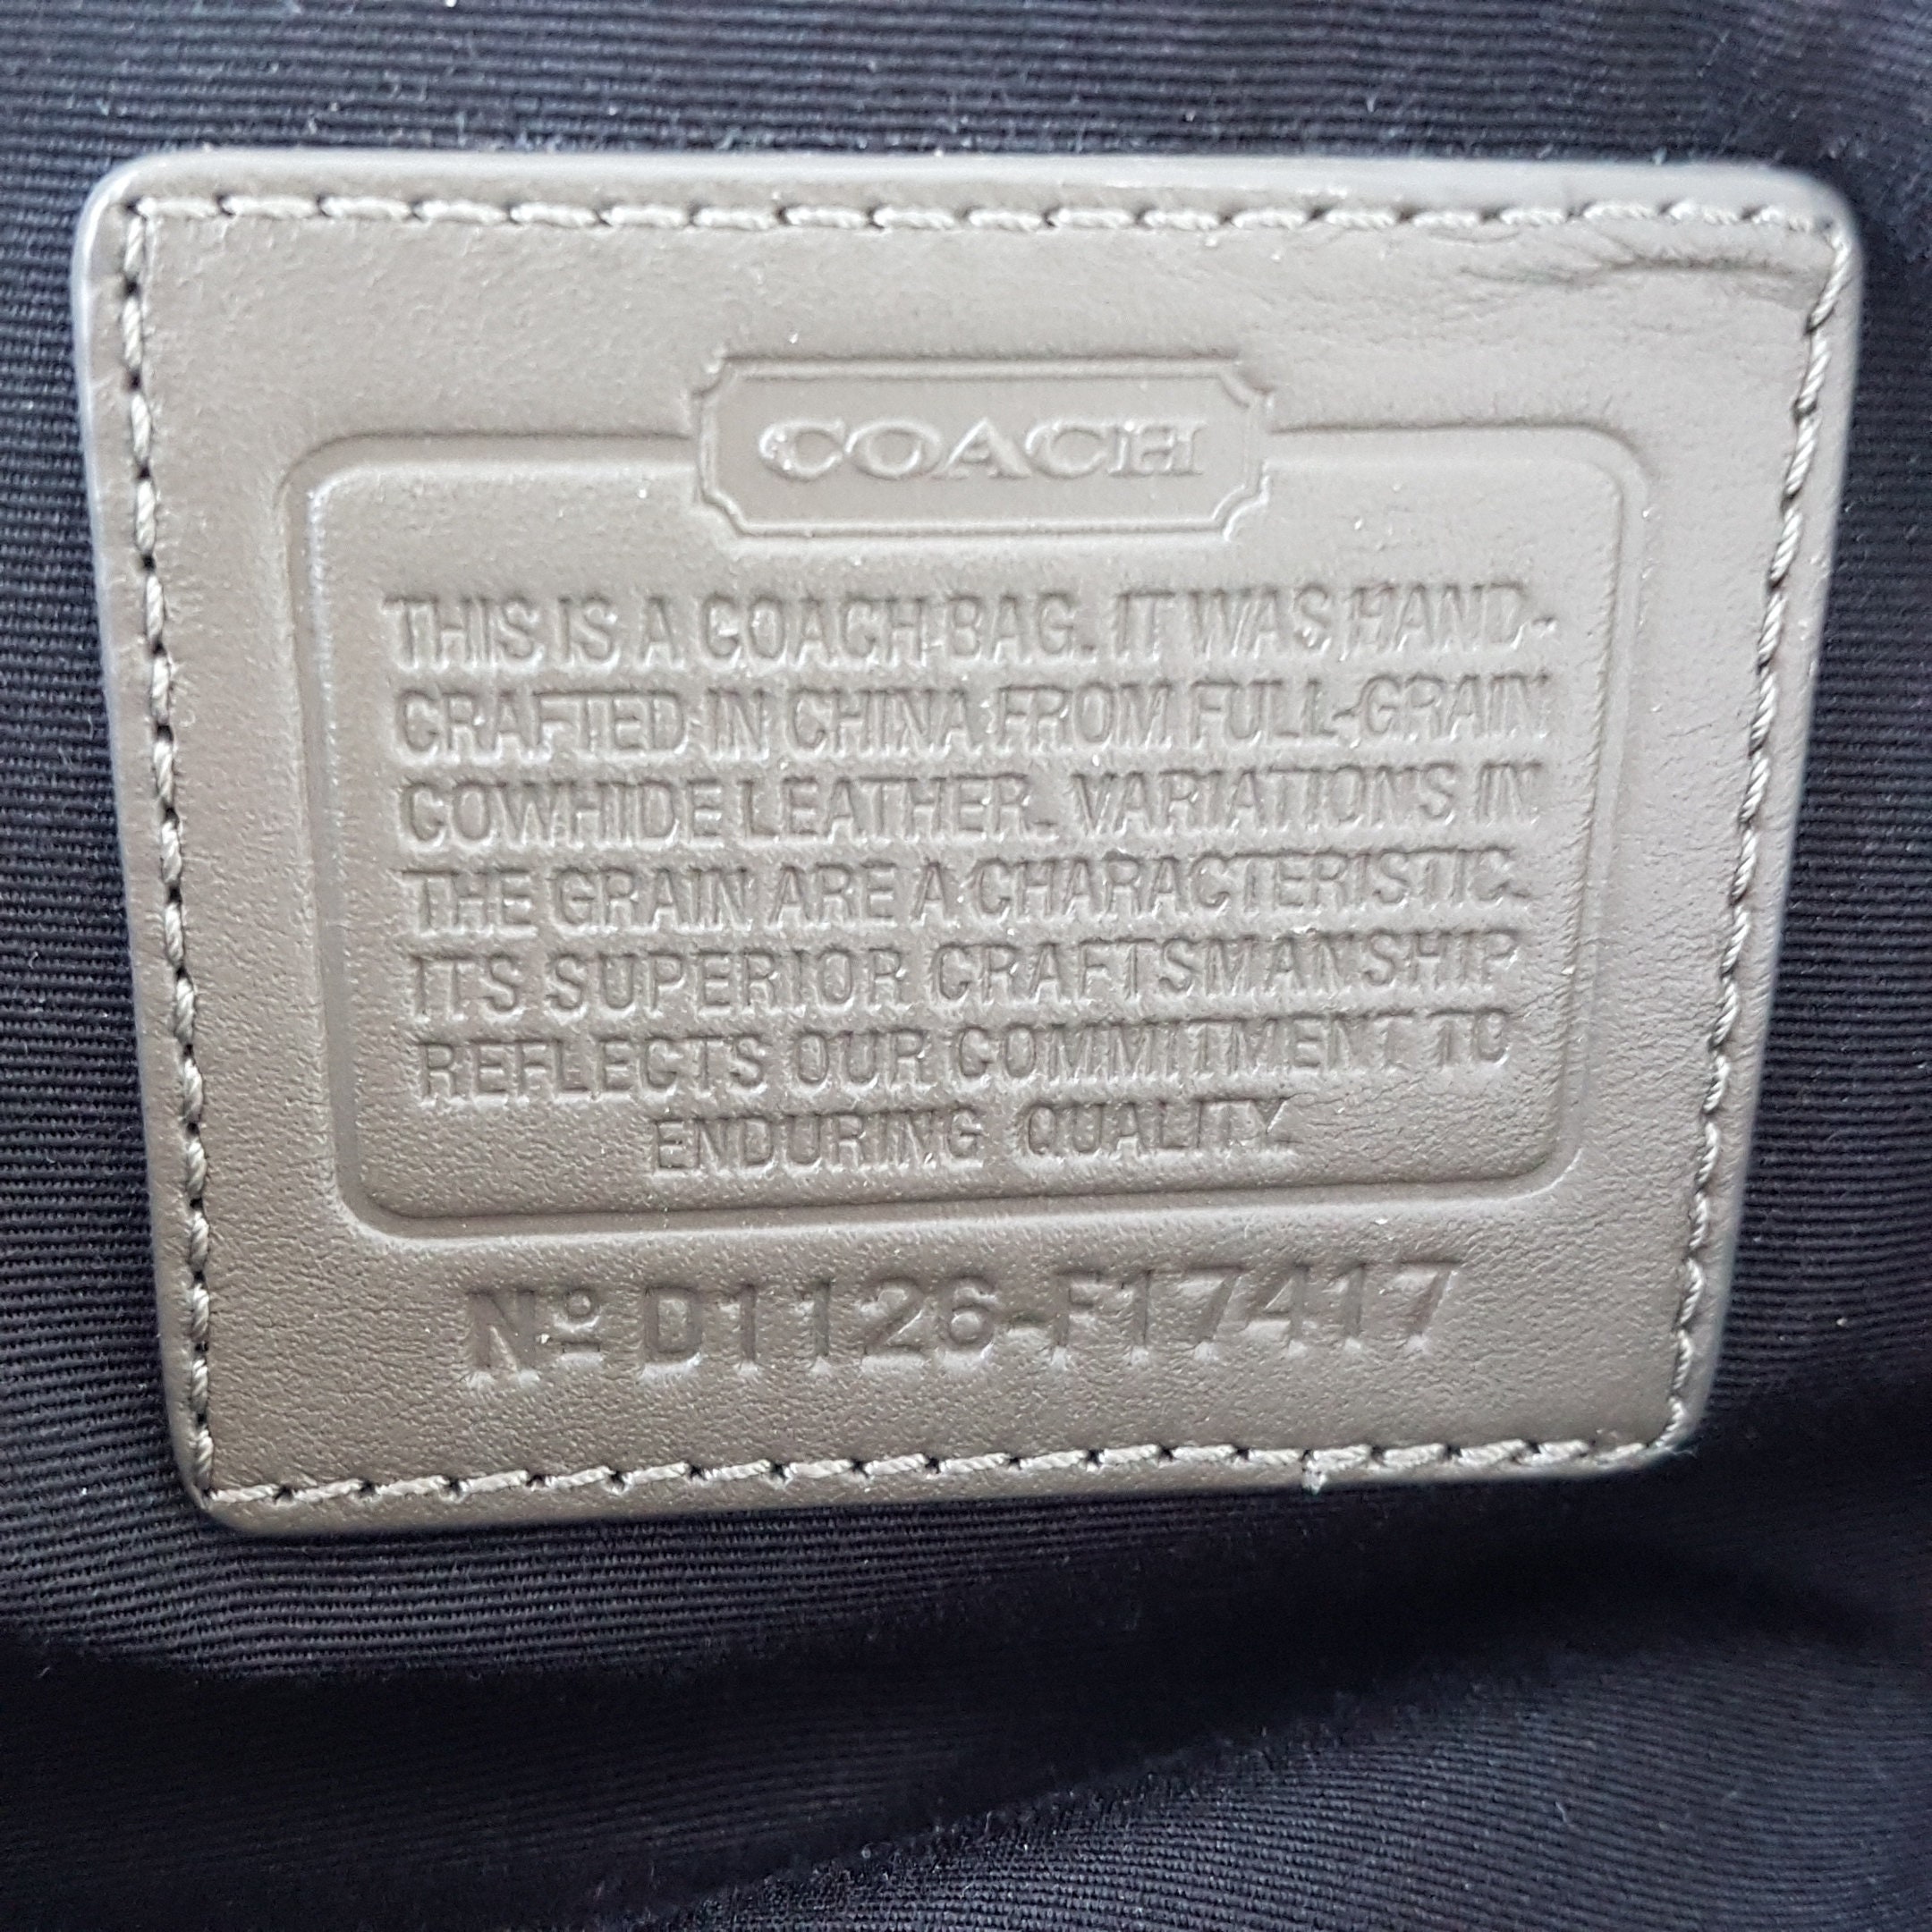 COACH
THIS IS A COACH BAG. IT WAS HAND-
CRAFTED IN CHINA FROM FULL-GRAIN
COWHIDE LEATHER. VARIATIONS IN
THE GRAIN ARE A CHARACTERISTIC.
ITS SUPERIOR CRAFTSMANSHIP
REFLECTS OUR COMMITMENT TO
ENDURING QUALITY.
Nº D1126-F17417